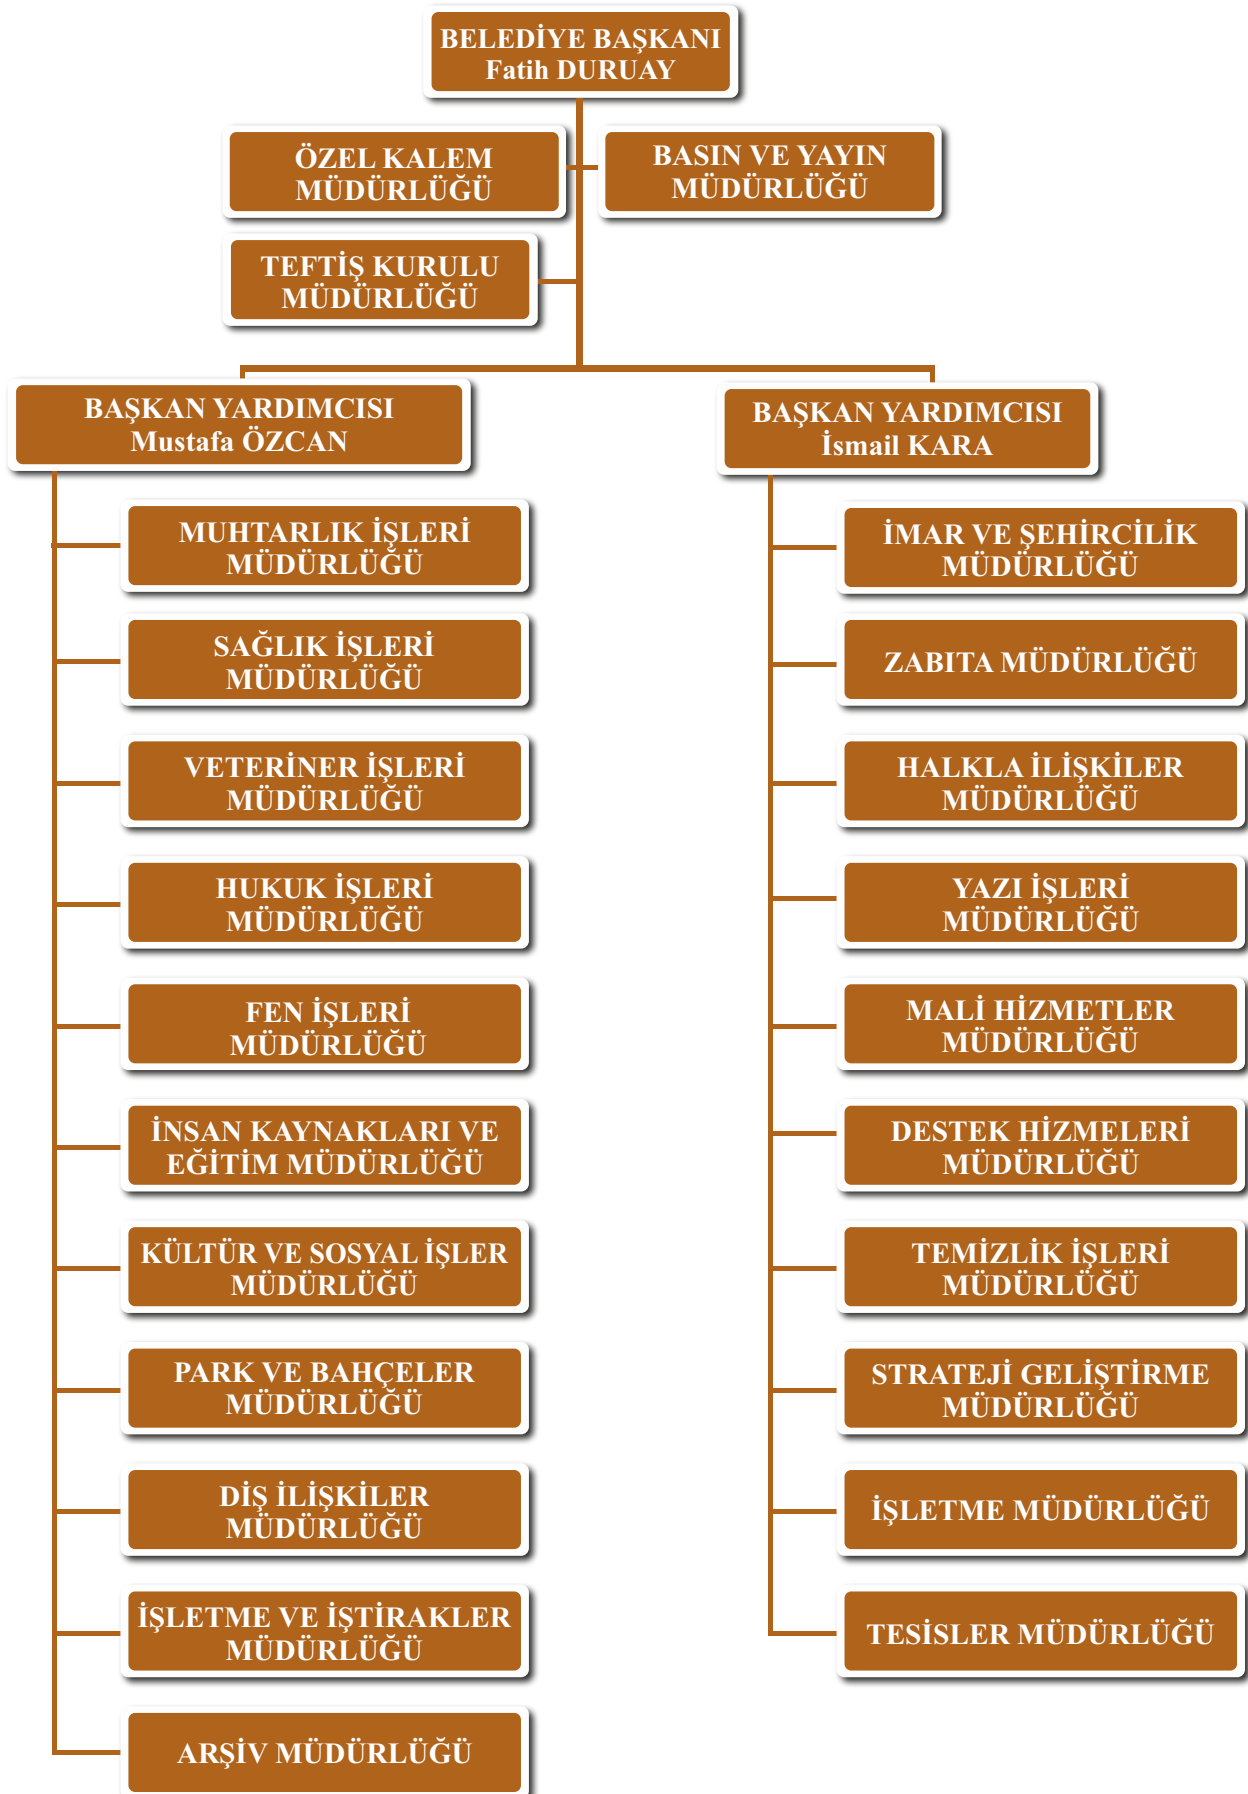 BELEDİYE BAŞKANI
Fatih DURUAY
ÖZEL KALEM
MÜDÜRLÜĞÜ
BASIN VE YAYIN
MÜDÜRLÜĞÜ
TEFTİŞ KURULU
MÜDÜRLÜĞÜ
BAŞKAN YARDIMCISI
Mustafa ÖZCAN
MUHTARLIK İŞLERİ
MÜDÜRLÜĞÜ
SAĞLIK İŞLERİ
MÜDÜRLÜĞÜ
VETERİNER İŞLERİ
MÜDÜRLÜĞÜ
HUKUK İŞLERİ
MÜDÜRLÜĞÜ
FEN İŞLERİ
MÜDÜRLÜĞÜ
İNSAN KAYNAKLARI VE
EĞİTİM MÜDÜRLÜĞÜ
KÜLTÜR VE SOSYAL İŞLER
MÜDÜRLÜĞÜ
PARK VE BAHÇELER
MÜDÜRLÜĞÜ
DİŞ İLİŞKİLER
MÜDÜRLÜĞÜ
İŞLETME VE İŞTİRAKLER
MÜDÜRLÜĞÜ
ARŞİV MÜDÜRLÜĞÜ
BAŞKAN YARDIMCISI
İsmail KARA
İMAR VE ŞEHİRCİLİK
MÜDÜRLÜĞÜ
ZABITA MÜDÜRLÜĞÜ
HALKLA İLİŞKİLER
MÜDÜRLÜĞÜ
YAZI İŞLERİ
MÜDÜRLÜĞÜ
MALİ HİZMETLER
MÜDÜRLÜĞÜ
DESTEK HİZMELERİ
MÜDÜRLÜĞÜ
TEMİZLİK İŞLERİ
MÜDÜRLÜĞÜ
STRATEJİ GELİŞTİRME
MÜDÜRLÜĞÜ
İŞLETME MÜDÜRLÜĞÜ
TESİSLER MÜDÜRLÜĞÜ